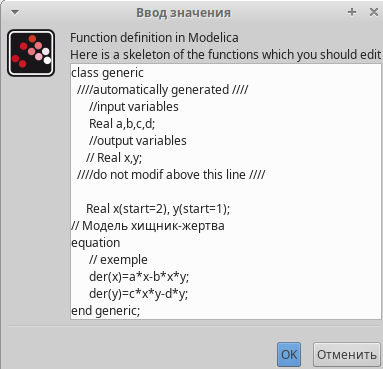 Ввод значения
Function definition in Modelica
Here is a skeleton of the functions which you should edit
class generic
////automatically generated ////
//input variables
Real a,b,c,d;
//output variables
// Real x,y;
////do not modif above this line ////
Real x(start=2), y(start=1);
// Модель хищник-жертва
equation
// exemple
der(x)=a*x-b*x*y;
der(y)=c*x*y-d*y;
end generic;
OK
Отменить